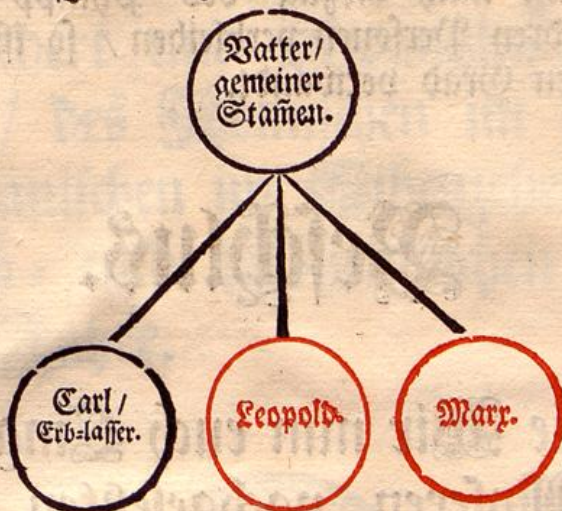 Vatter/
gemeiner
Stam̃en.
Carl/
Erb=lasser.
Leopold.
Marx.